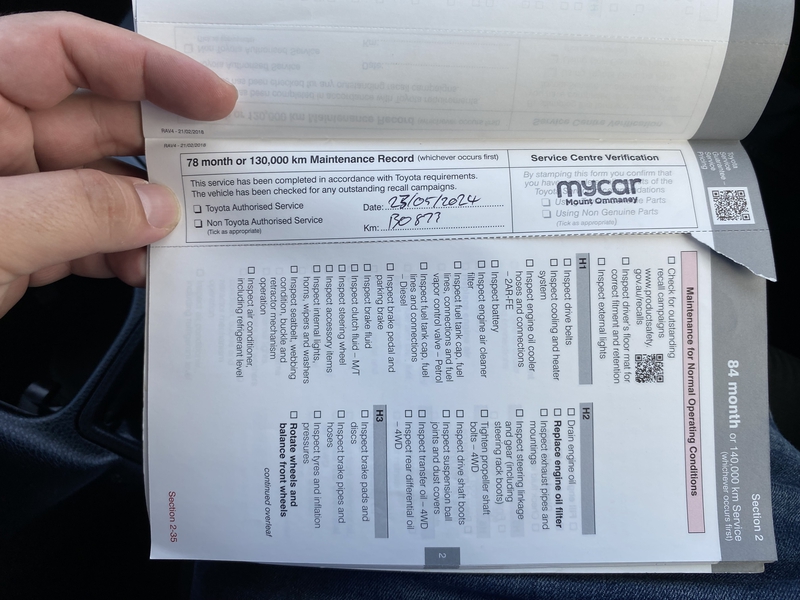 RAV4 - 21/02/2018
RAV4 - 21/02/2018
78 month or 130,000 km Maintenance Record (whichever occurs first)
This service has been completed in accordance with Toyota requirements.
The vehicle has been checked for any outstanding recall campaigns.
Toyota Authorised Service
Date: 23/05/2024
Non Toyota Authorised Service
(Tick as appropriate)
Km: 130877
Service Centre Verification
By stamping this form you confirm that
you have
of the
Toyota
mycar
Mount Ommaney
Using Non Genuine Parts
(Tick as appropriate)
Toyota
Service
Guarantee
Service
Pricing
Section 2
84 month or 140,000 km Service
(whichever occurs first)
Maintenance for Normal Operating Conditions
Check for outstanding
recall campaigns
www.productsafety.
gov.au/recalls
Inspect driver's floor mat for
correct fitment and retention
Inspect external lights
H1
Inspect drive belts
Inspect cooling and heater
system
Inspect engine oil cooler
hoses and connections
– 2AR-FE
Inspect battery
Inspect engine air cleaner
filter
Inspect fuel tank cap, fuel
lines, connections and fuel
vapor control valve – Petrol
Inspect fuel tank cap, fuel
lines and connections
– Diesel
Inspect brake pedal and
parking brake
Inspect brake fluid
Inspect clutch fluid – M/T
Inspect steering wheel
Inspect accessory items
Inspect internal lights,
horns, wipers and washers
Inspect seatbelt, webbing
condition, buckle and
retractor mechanism
operation
Inspect air conditioner,
including refrigerant level
H2
Drain engine oil
Replace engine oil filter
Inspect exhaust pipes and
mountings
Inspect steering linkage
and gear (including
steering rack boots)
Tighten propeller shaft
bolts – 4WD
Inspect drive shaft boots
Inspect suspension ball
joints and dust covers
Inspect transfer oil – 4WD
Inspect rear differential oil
– 4WD
H3
Inspect brake pads and
discs
Inspect brake pipes and
hoses
Inspect tyres and inflation
pressures
Rotate wheels and
balance front wheels
continued overleaf
2
Section 2-35